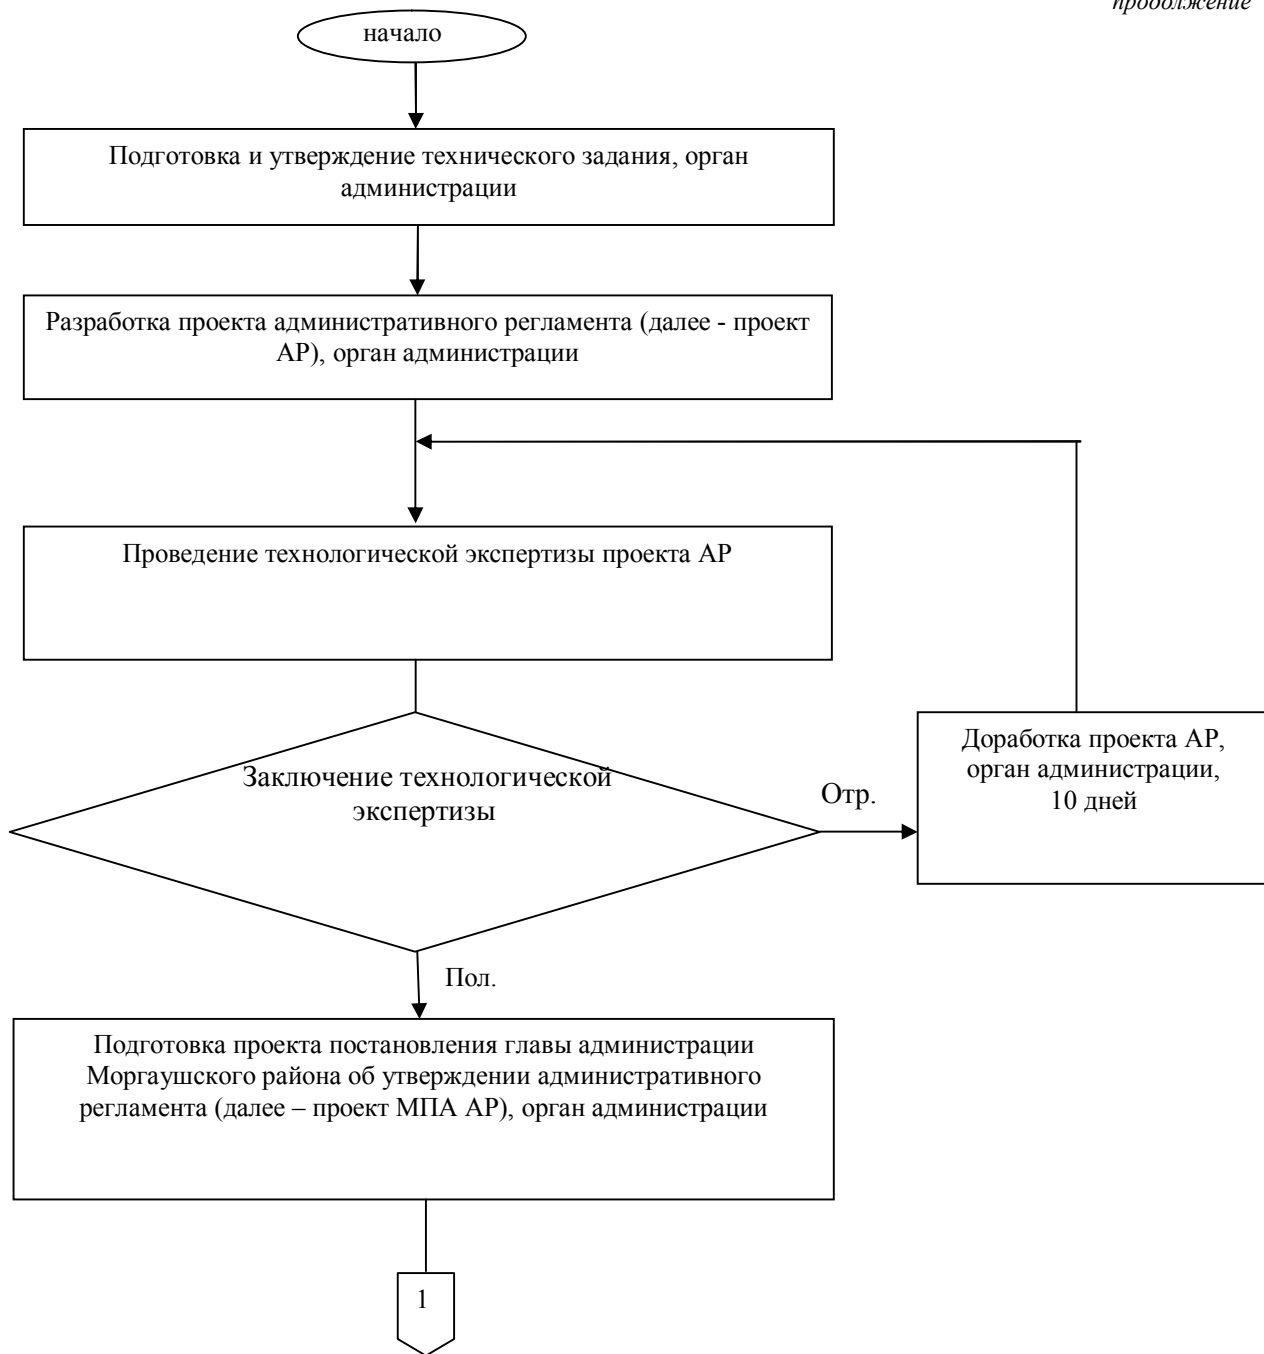 продолжение
начало
Подготовка и утверждение технического задания, орган
администрации
Разработка проекта административного регламента (далее - проект
АР), орган администрации
Проведение технологической экспертизы проекта АР
Заключение технологической
экспертизы
Отр.
Доработка проекта АР,
орган администрации,
10 дней
Пол.
Подготовка проекта постановления главы администрации
Моргаушского района об утверждении административного
регламента (далее – проект МПА АР), орган администрации
1